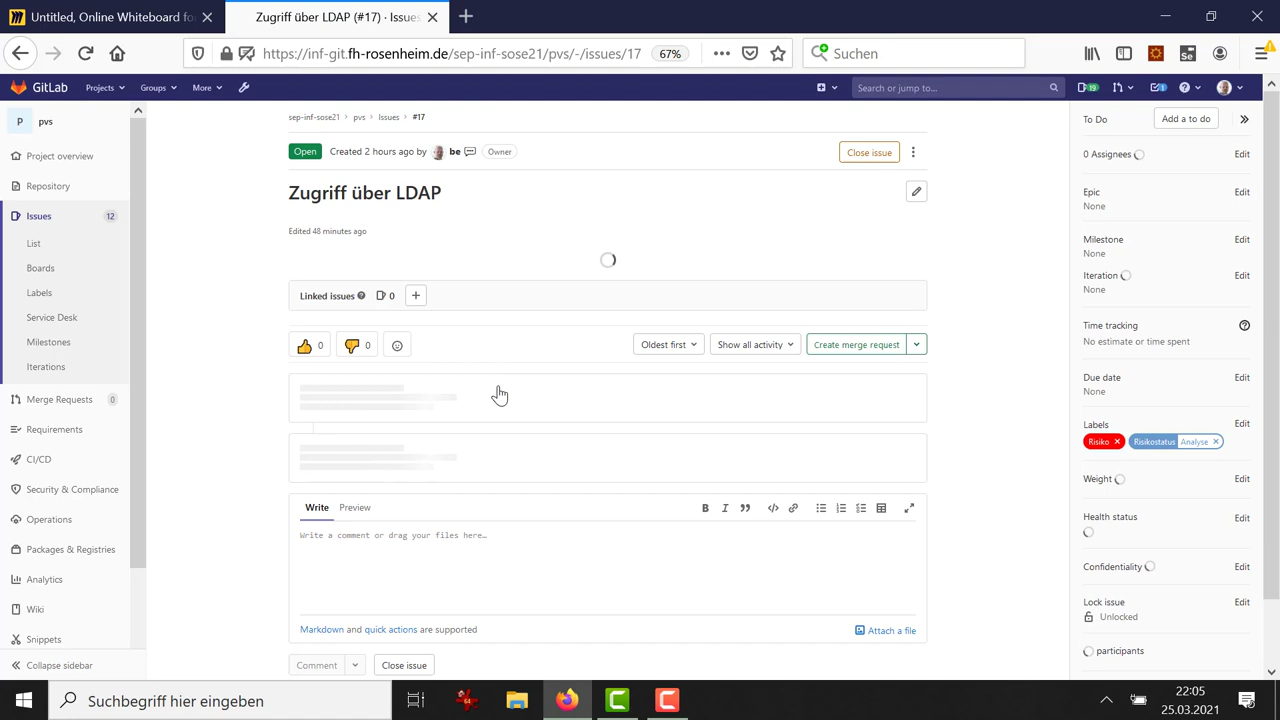 Untitled, Online Whiteboard for
Zugriff über LDAP (#17) · Issues
https://inf-git.fh-rosenheim.de/sep-inf-sose21/pvs/-/issues/17
67%
Suchen
GitLab
Projects
Groups
More
Search or jump to...
19
1
P
pvs
Project overview
Repository
Issues
12
List
Boards
Labels
Service Desk
Milestones
Iterations
Merge Requests
0
Requirements
CI/CD
Security & Compliance
Operations
Packages & Registries
Analytics
Wiki
Snippets
Collapse sidebar
sep-inf-sose21 › pvs › Issues › #17
Open
Created 2 hours ago by be
Owner
Close issue
Zugriff über LDAP
Edited 48 minutes ago
Linked issues
0
0
0
Oldest first
Show all activity
Create merge request
Write
Preview
Write a comment or drag your files here…
Markdown and quick actions are supported
Attach a file
Comment
Close issue
To Do
Add a to do
0 Assignees
Edit
Epic
Edit
None
Milestone
Edit
None
Iteration
Edit
None
Time tracking
No estimate or time spent
Due date
Edit
None
Labels
Edit
Risiko
Risikostatus Analyse
Weight
Edit
Health status
Edit
Confidentiality
Edit
Lock issue
Edit
Unlocked
participants
Suchbegriff hier eingeben
22:05
25.03.2021